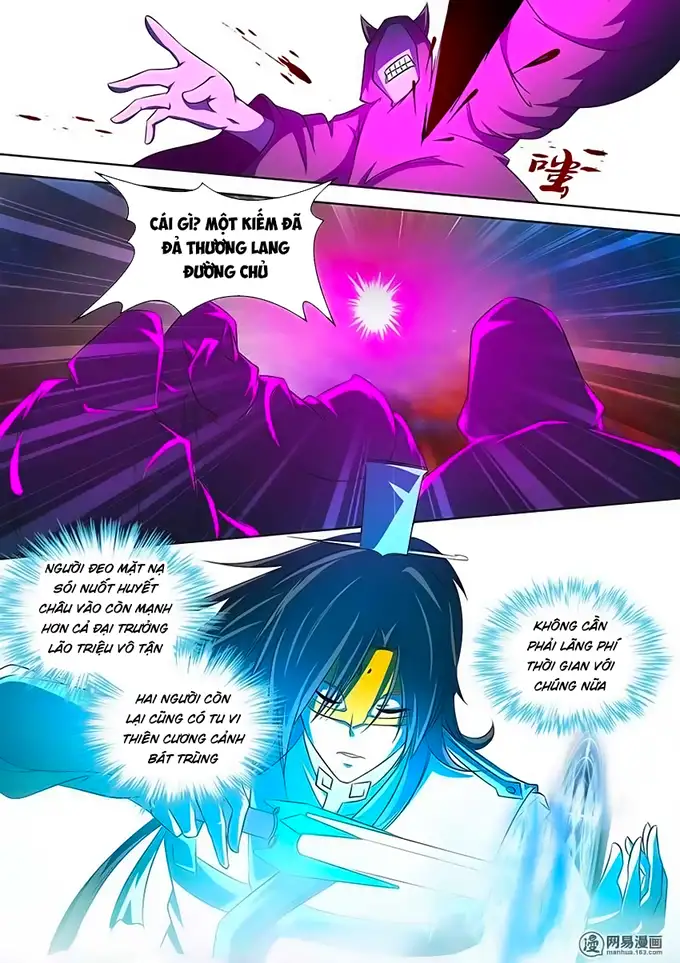 嗤
CÁI GÌ? MỘT KIẾM ĐÃ
ĐẢ THƯƠNG LANG
ĐƯỜNG CHỦ
NGƯỜI ĐEO MẶT NẠ
SÓI NUỐT HUYẾT
CHÂU VÀO CÒN MẠNH
HƠN CẢ ĐẠI TRƯỞNG
LÃO TRIỆU VÔ TẬN
HAI NGƯỜI CÒN
LẠI CŨNG CÓ TU VI
THIÊN CƯƠNG CẢNH
BÁT TRÙNG
KHÔNG CẦN
PHẢI LÃNG PHÍ
THỜI GIAN VỚI
CHÚNG NỮA
漫 网易漫画
manhua.163.com